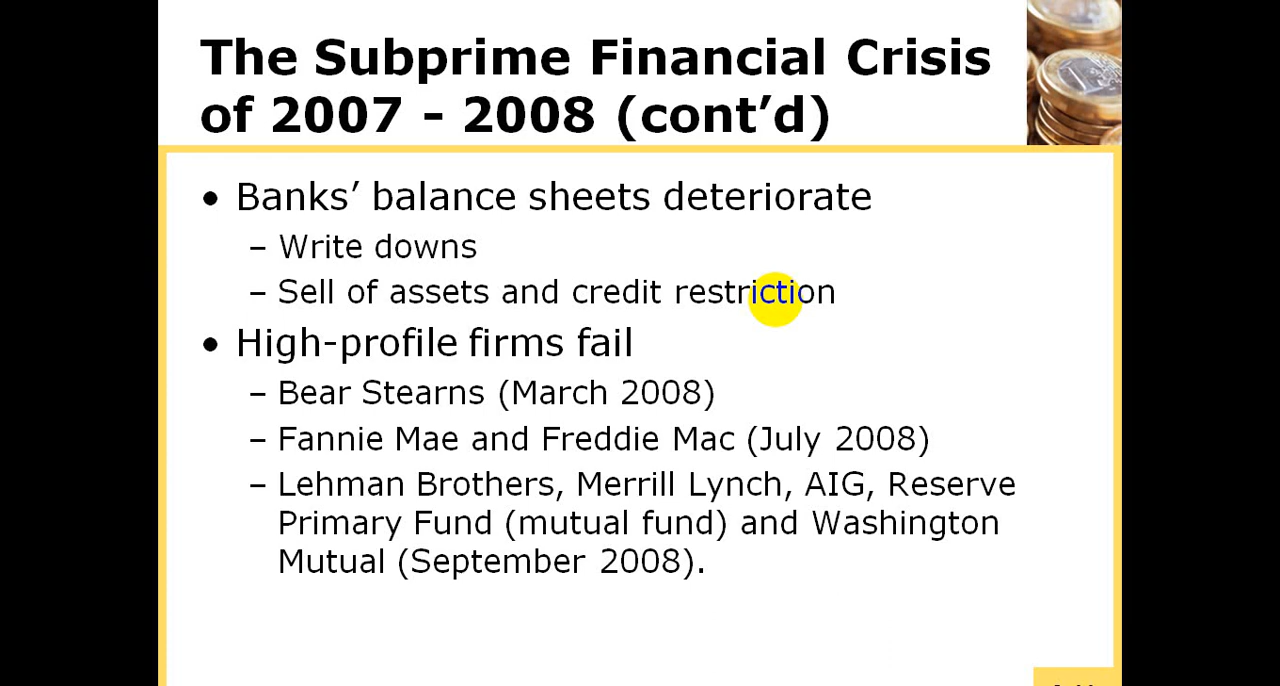 The Subprime Financial Crisis
of 2007 - 2008 (cont’d)
• Banks’ balance sheets deteriorate
– Write downs
– Sell of assets and credit restriction
• High-profile firms fail
– Bear Stearns (March 2008)
– Fannie Mae and Freddie Mac (July 2008)
– Lehman Brothers, Merrill Lynch, AIG, Reserve
Primary Fund (mutual fund) and Washington
Mutual (September 2008).